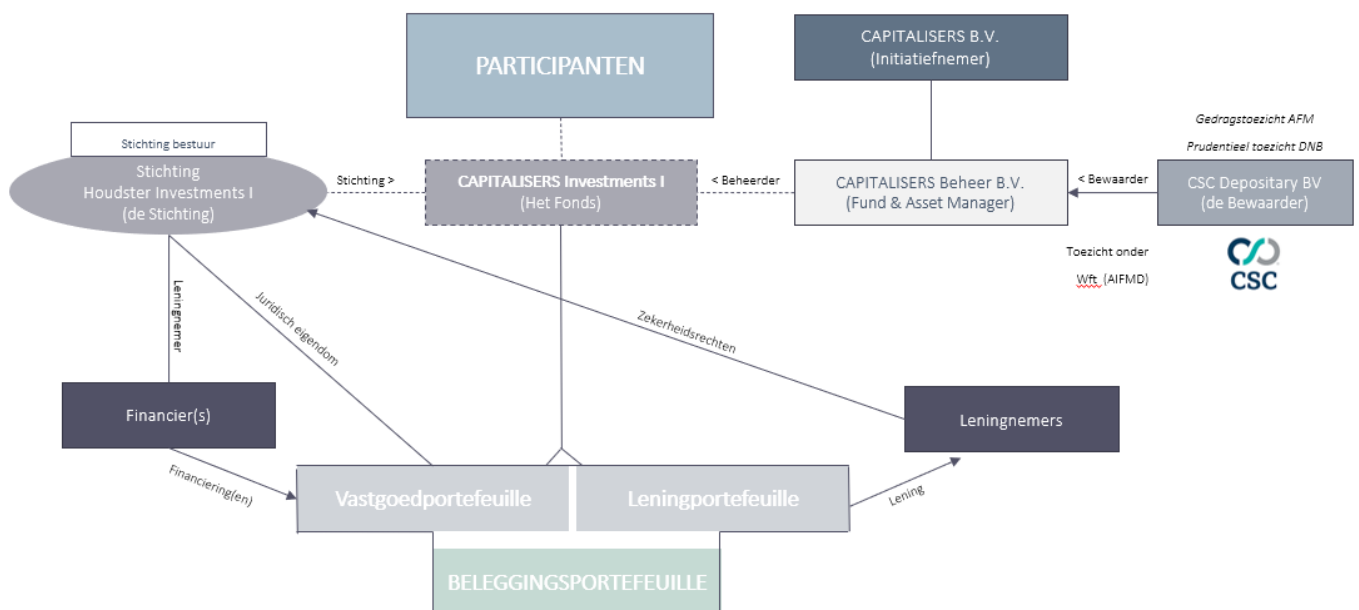 PARTICIPANTEN
CAPITALISERS B.V.
(Initiatiefnemer)
Gedragstoezicht AFM
Prudentieel toezicht DNB
Stichting bestuur
Stichting
Houdster Investments I
(de Stichting)
Stichting >
CAPITALISERS Investments I
(Het Fonds)
< Beheerder
CAPITALISERS Beheer B.V.
(Fund & Asset Manager)
< Bewaarder
CSC Depositary BV
(de Bewaarder)
Toezicht onder
Wft (AIFMD)
CSC
Leningnemer
Juridisch eigendom
Zekerheidsrechten
Financier(s)
Leningnemers
Financiering(en)
Vastgoedportefeuille
Leningportefeuille
Lening
BELEGGINGSPORTEFEUILLE